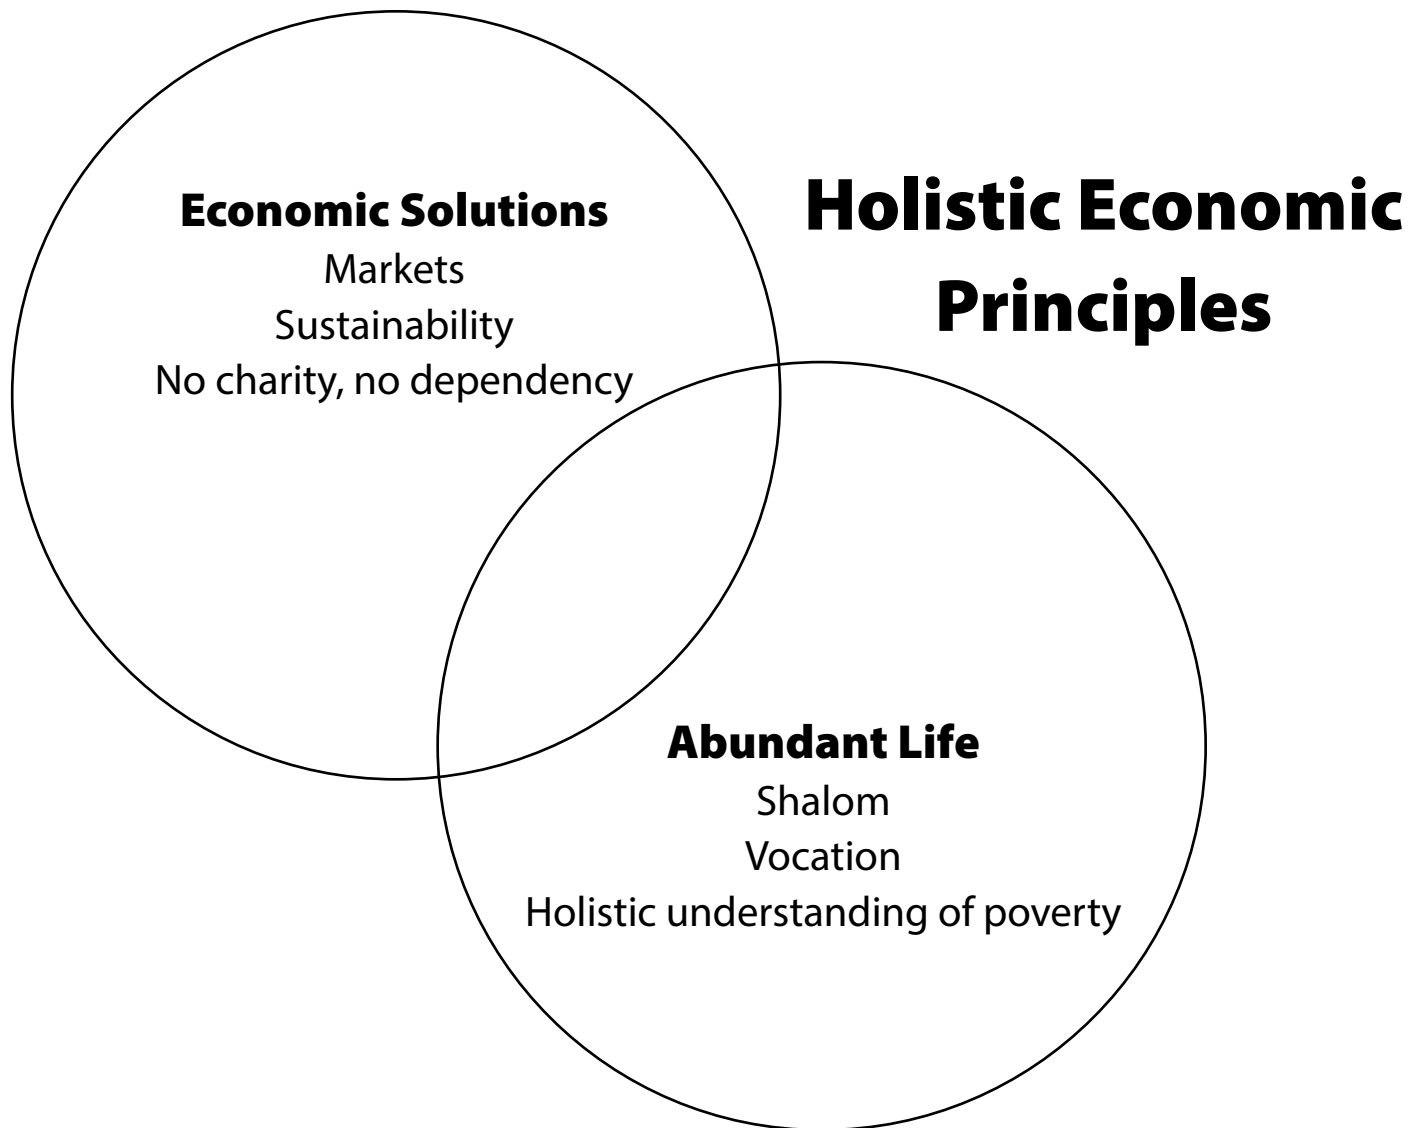 Holistic Economic
Principles
Economic Solutions
Markets
Sustainability
No charity, no dependency
Abundant Life
Shalom
Vocation
Holistic understanding of poverty